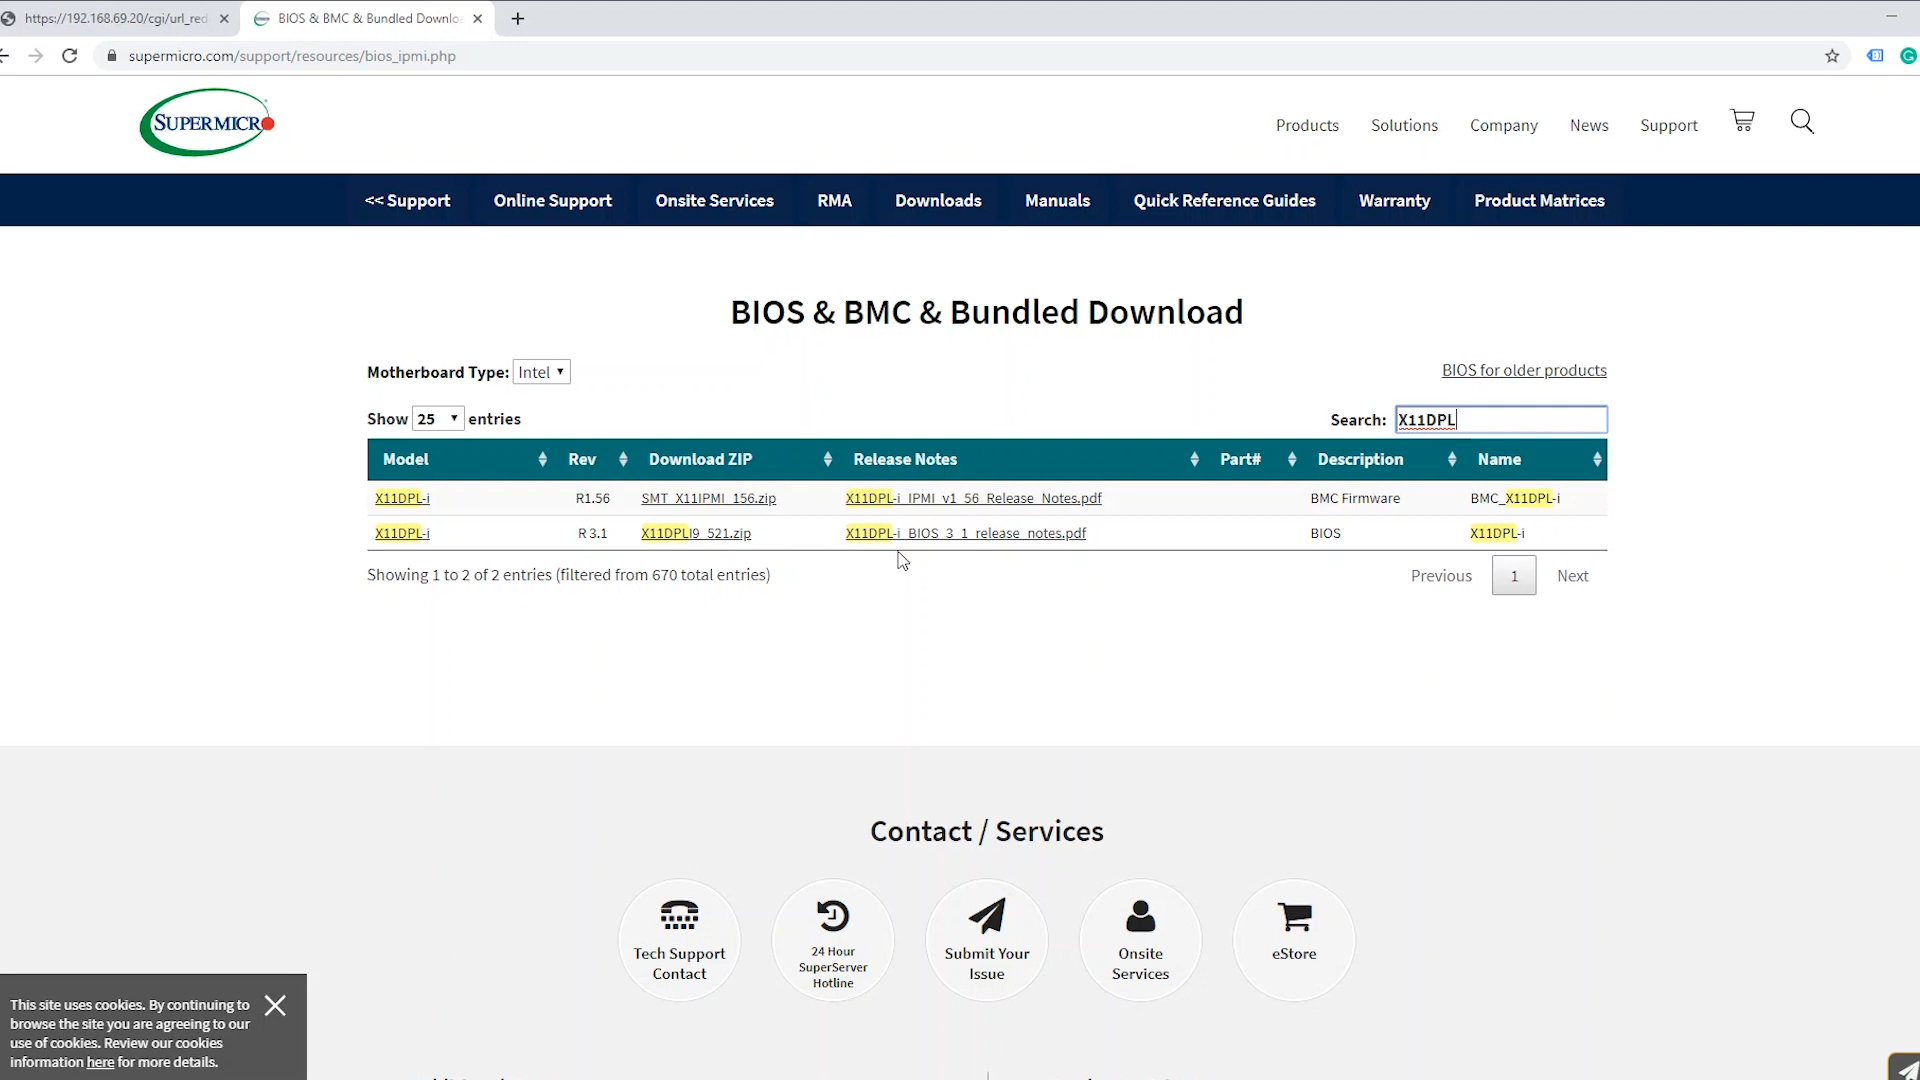 https://192.168.69.20/cgi/url_red
BIOS & BMC & Bundled Downlo
supermicro.com/support/resources/bios_ipmi.php
SUPERMICR
Products
Solutions
Company
News
Support
<< Support
Online Support
Onsite Services
RMA
Downloads
Manuals
Quick Reference Guides
Warranty
Product Matrices
BIOS & BMC & Bundled Download
Motherboard Type: Intel
BIOS for older products
Show 25 entries
Search: X11DPL
Model Rev Download ZIP Release Notes Part# Description Name
X11DPL-i R1.56 SMT_X11IPMI_156.zip X11DPL-i_IPMI_v1_56_Release_Notes.pdf BMC Firmware BMC_X11DPL-i
X11DPL-i R 3.1 X11DPLI9_521.zip X11DPL-i_BIOS_3_1_release_notes.pdf BIOS X11DPL-i
Showing 1 to 2 of 2 entries (filtered from 670 total entries)
Previous 1 Next
Contact / Services
Tech Support
Contact
24 Hour
SuperServer
Hotline
Submit Your
Issue
Onsite
Services
eStore
This site uses cookies. By continuing to
browse the site you are agreeing to our
use of cookies. Review our cookies
information here for more details.